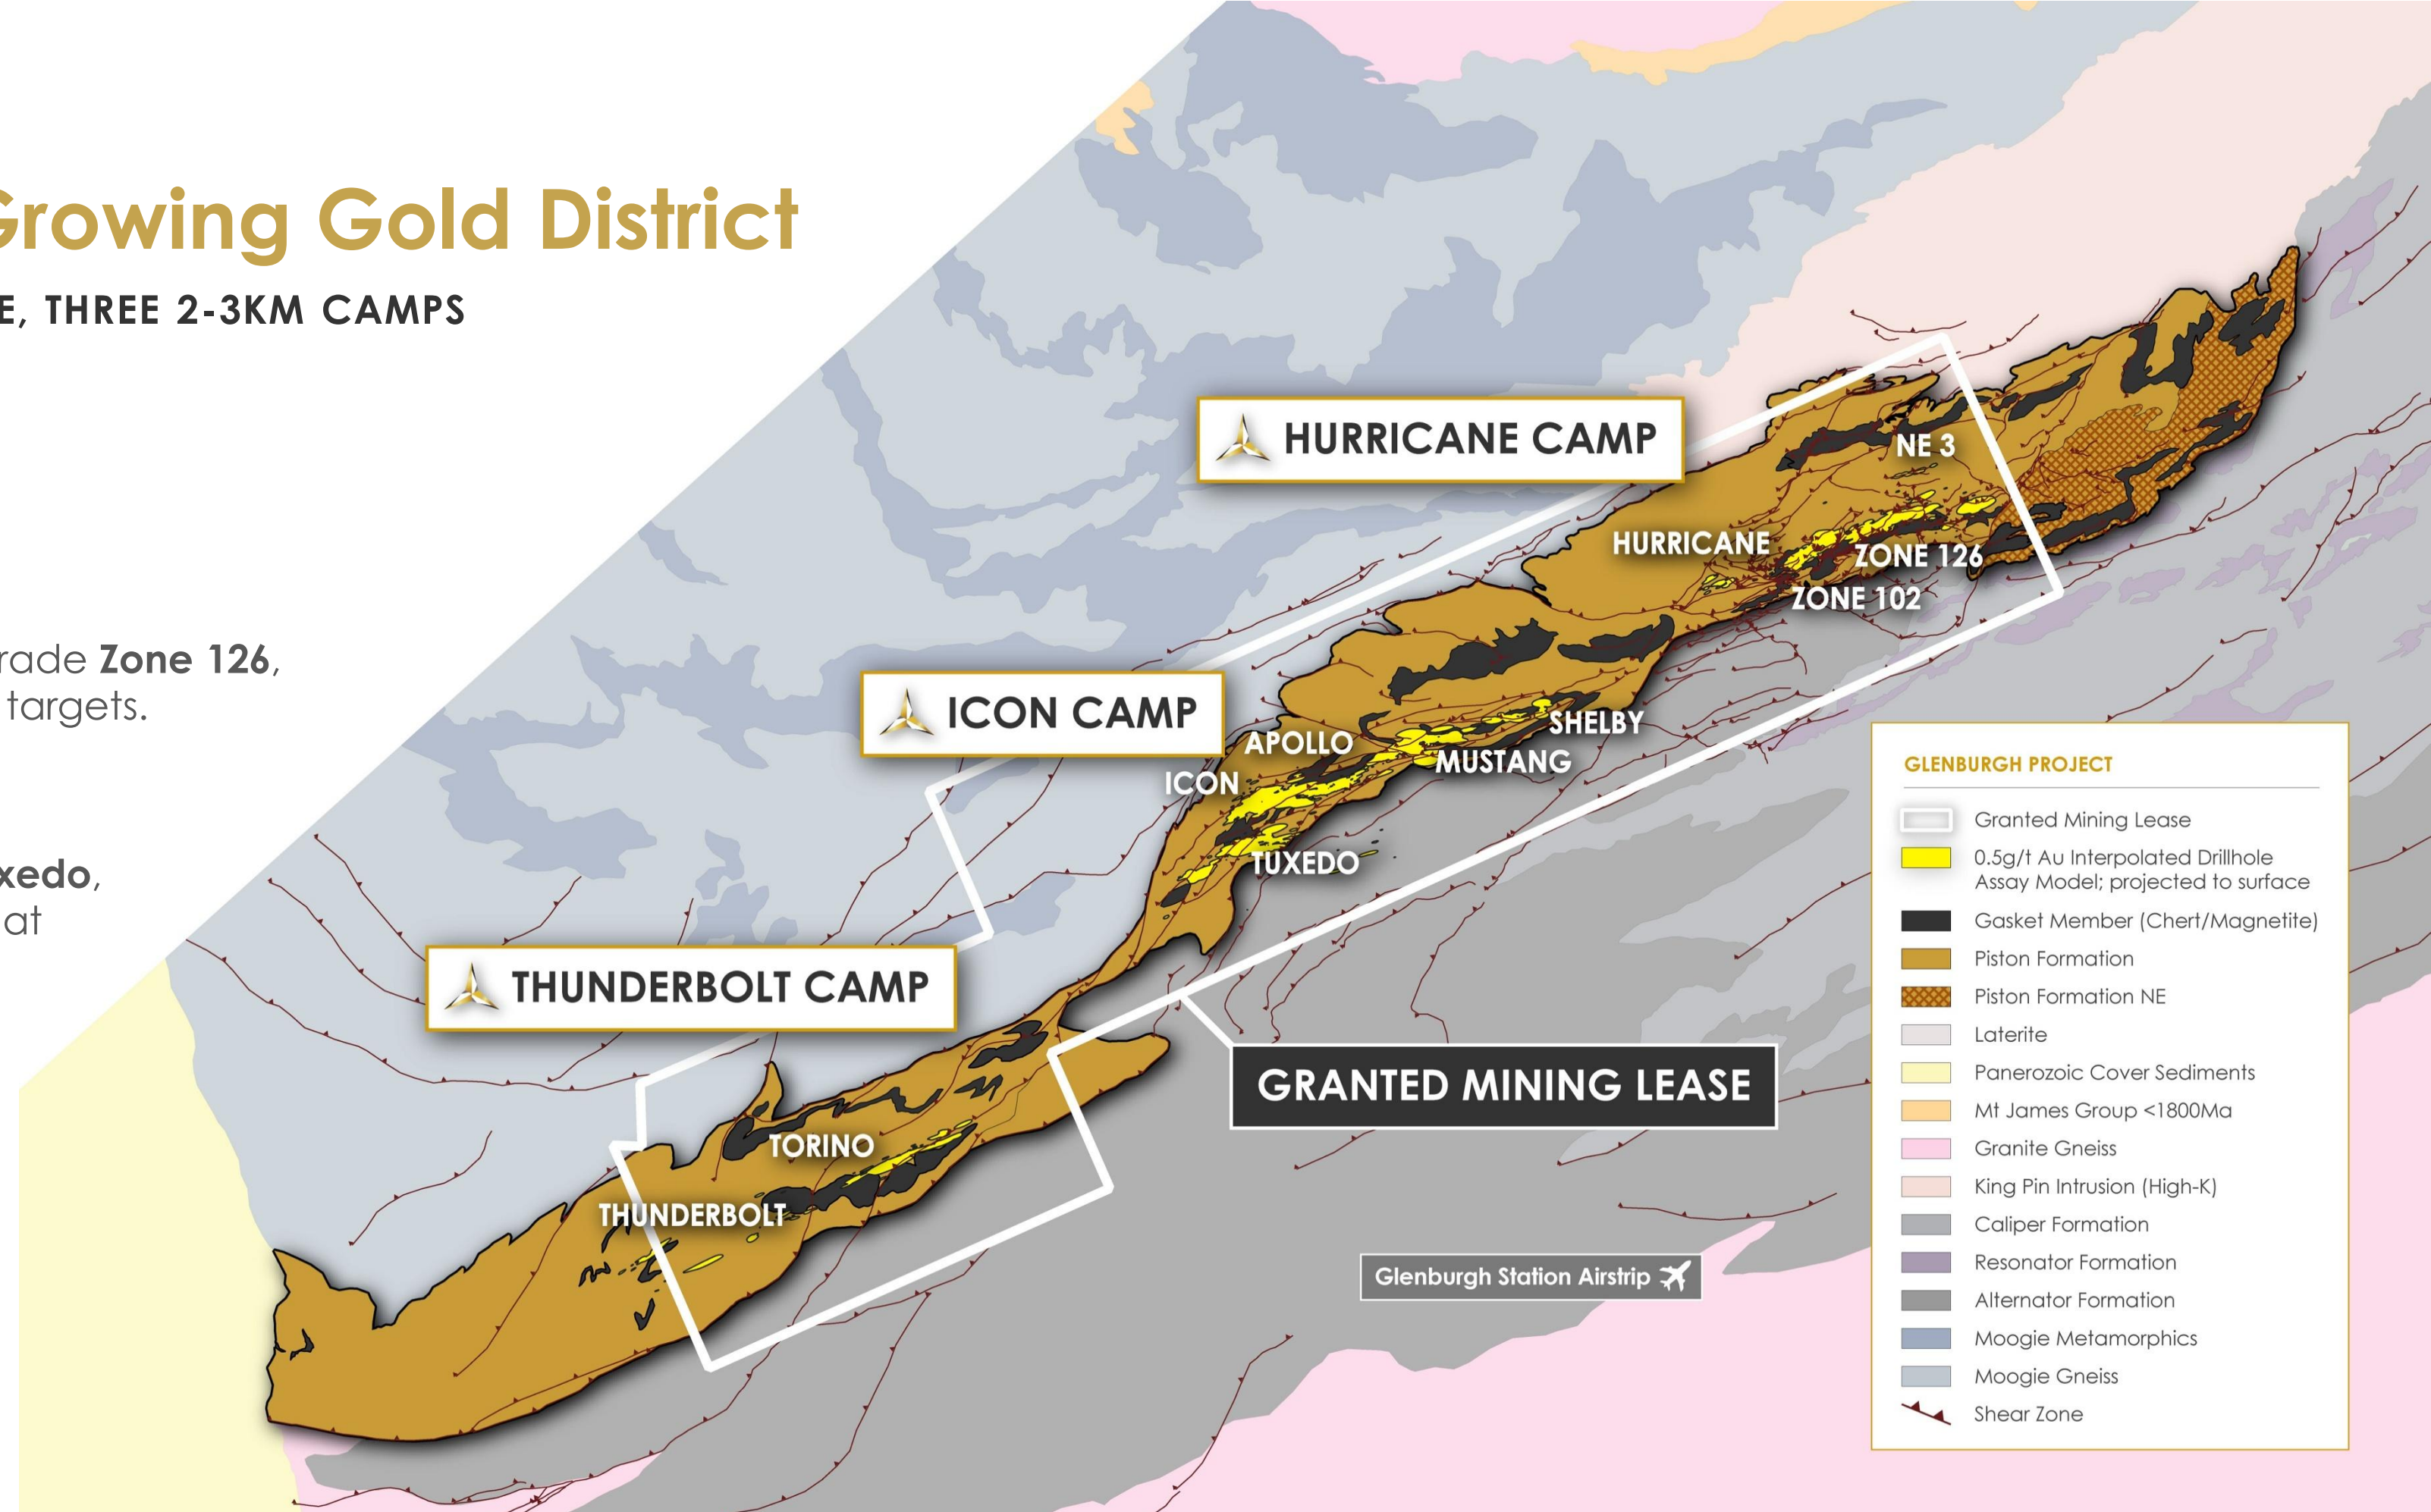 Growing Gold District
E, THREE 2-3KM CAMPS
rade Zone 126,
targets.
xedo,
at
HURRICANE CAMP
NE 3
HURRICANE
ZONE 126
ZONE 102
ICON CAMP
SHELBY
APOLLO
MUSTANG
ICON
TUXEDO
THUNDERBOLT CAMP
GRANTED MINING LEASE
TORINO
THUNDERBOLT
Glenburgh Station Airstrip
GLENBURGH PROJECT
Granted Mining Lease
0.5g/t Au Interpolated Drillhole
Assay Model; projected to surface
Gasket Member (Chert/Magnetite)
Piston Formation
Piston Formation NE
Laterite
Panerozoic Cover Sediments
Mt James Group <1800Ma
Granite Gneiss
King Pin Intrusion (High-K)
Caliper Formation
Resonator Formation
Alternator Formation
Moogie Metamorphics
Moogie Gneiss
Shear Zone